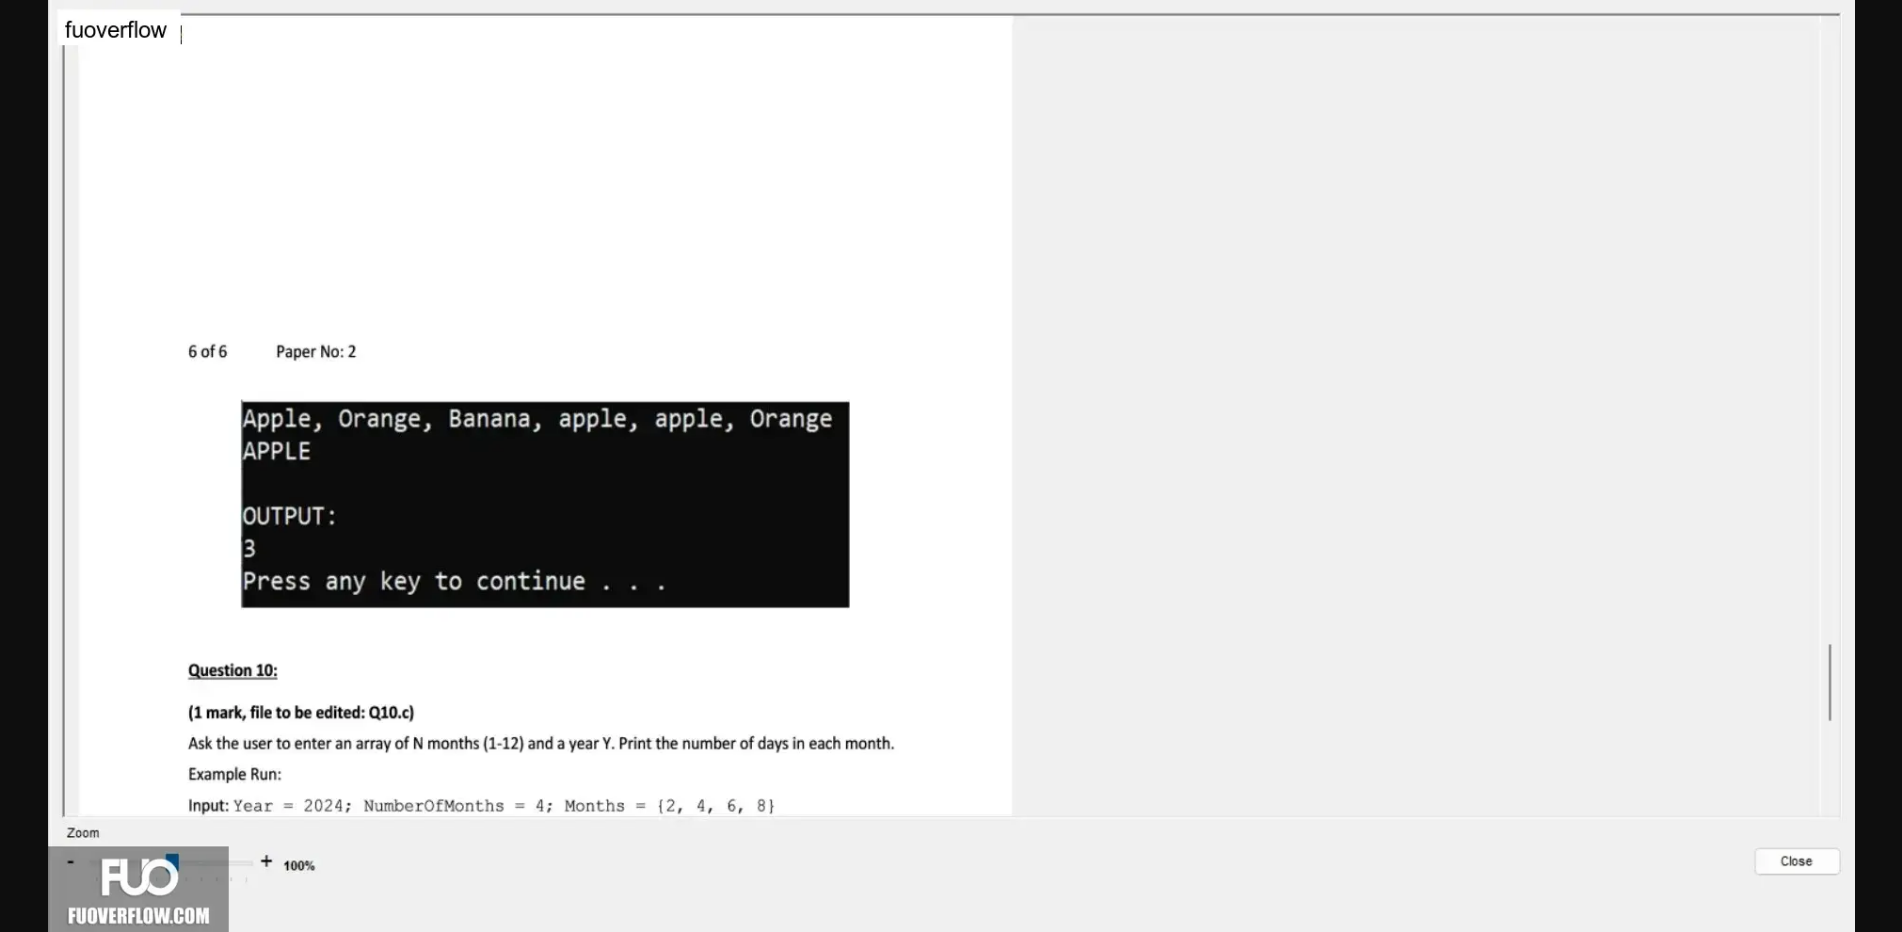 fuoverflow
6 of 6 Paper No: 2
Apple, Orange, Banana, apple, apple, Orange
APPLE
OUTPUT:
3
Press any key to continue . . .
Question 10:
(1 mark, file to be edited: Q10.c)
Ask the user to enter an array of N months (1-12) and a year Y. Print the number of days in each month.
Example Run:
Input: Year = 2024; NumberOfMonths = 4; Months = {2, 4, 6, 8}
Zoom
- + 100%
Close
FUO
FUOVERFLOW.COM